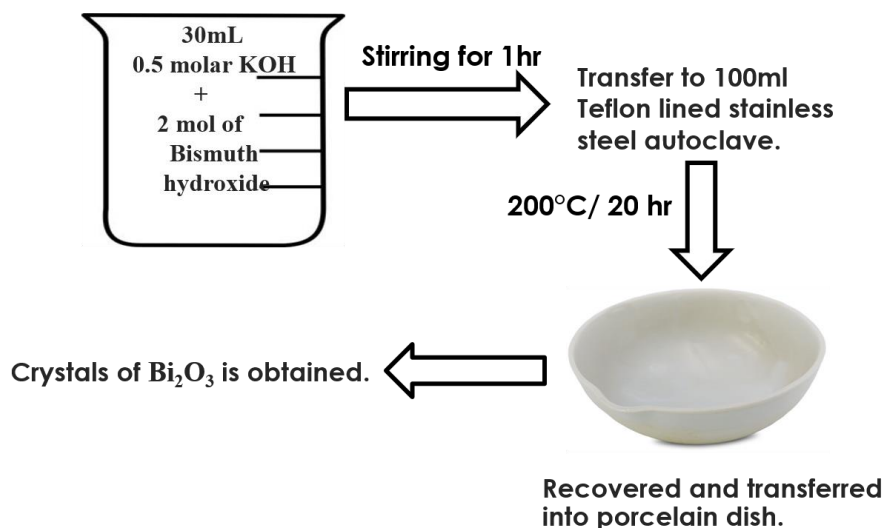 30mL
0.5 molar KOH
+
2 mol of
Bismuth
hydroxide
Stirring for 1hr
Transfer to 100ml
Teflon lined stainless
steel autoclave.
200°C/ 20 hr
Recovered and transferred
into porcelain dish.
Crystals of Bi₂O₃ is obtained.